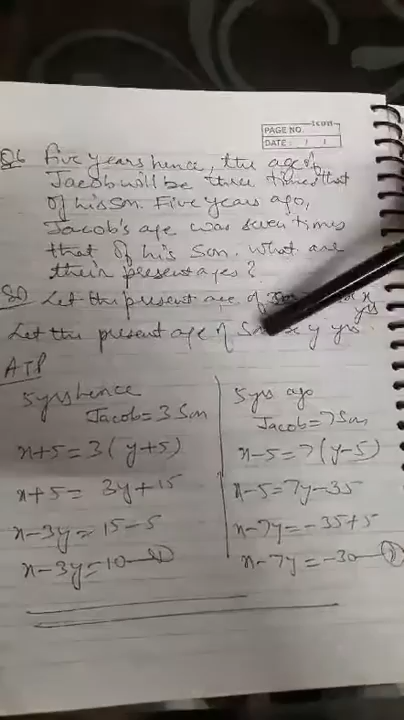 PAGE NO.
DATE: / /
Q6 Five years hence, the age of
Jacob will be three times that
of his son. Five years ago,
Jacob's age was seven times
that of his son. What are
their present ages?
Sol Let the present age of x
yrs
Let the present age of Son be y yrs.
ATP
5 yrs hence
Jacob = 3 Son
x+5 = 3(y+5)
x+5 = 3y+15
x-3y = 15-5
x-3y = 10 — ①
5 yrs ago
Jacob = 7 Son
x-5 = 7(y-5)
x-5 = 7y-35
x-7y = -35+5
x-7y = -30 — ②